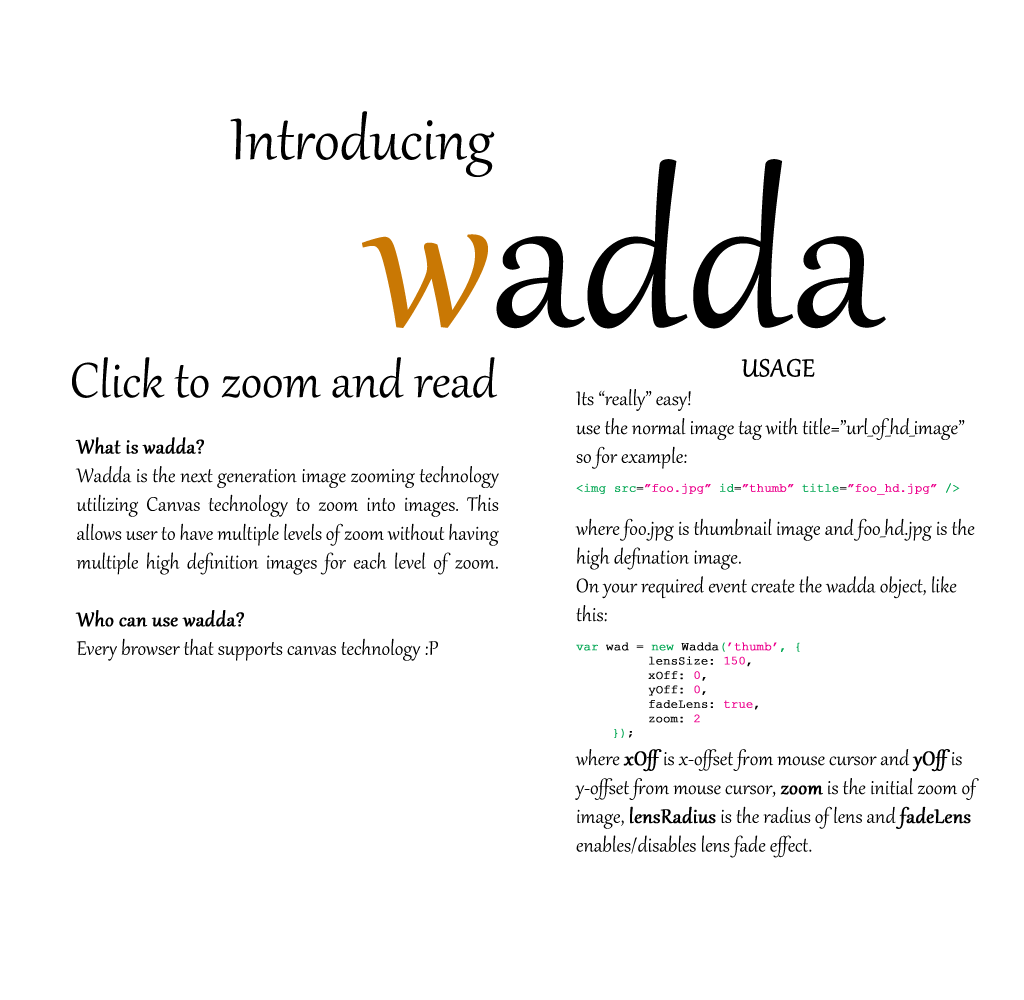 Introducing
wadda
Click to zoom and read
What is wadda?
Wadda is the next generation image zooming technology
utilizing Canvas technology to zoom into images. This
allows user to have multiple levels of zoom without having
multiple high definition images for each level of zoom.
Who can use wadda?
Every browser that supports canvas technology :P
USAGE
Its “really” easy!
use the normal image tag with title=”url_of_hd_image”
so for example:
<img src=”foo.jpg” id=”thumb” title=”foo_hd.jpg” />
where foo.jpg is thumbnail image and foo_hd.jpg is the
high defination image.
On your required event create the wadda object, like
this:
var wad = new Wadda(’thumb’, {
lensSize: 150,
xOff: 0,
yOff: 0,
fadeLens: true,
zoom: 2
});
where xOff is x-offset from mouse cursor and yOff is
y-offset from mouse cursor, zoom is the initial zoom of
image, lensRadius is the radius of lens and fadeLens
enables/disables lens fade effect.